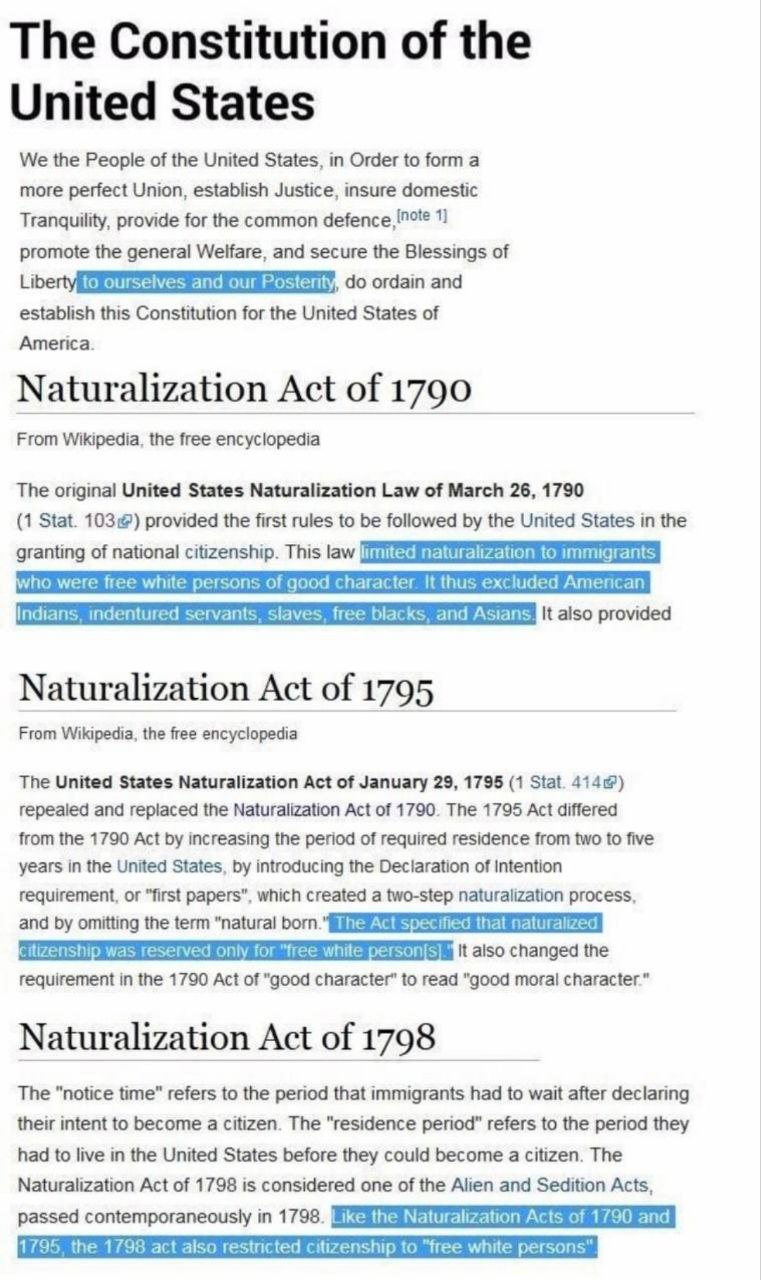 The Constitution of the
United States
We the People of the United States, in Order to form a
more perfect Union, establish Justice, insure domestic
Tranquility, provide for the common defence,[note 1]
promote the general Welfare, and secure the Blessings of
Liberty to ourselves and our Posterity, do ordain and
establish this Constitution for the United States of
America.
Naturalization Act of 1790
From Wikipedia, the free encyclopedia
The original United States Naturalization Law of March 26, 1790
(1 Stat. 103) provided the first rules to be followed by the United States in the
granting of national citizenship. This law limited naturalization to immigrants
who were free white persons of good character. It thus excluded American
Indians, indentured servants, slaves, free blacks, and Asians. It also provided
Naturalization Act of 1795
From Wikipedia, the free encyclopedia
The United States Naturalization Act of January 29, 1795 (1 Stat. 414)
repealed and replaced the Naturalization Act of 1790. The 1795 Act differed
from the 1790 Act by increasing the period of required residence from two to five
years in the United States, by introducing the Declaration of Intention
requirement, or "first papers", which created a two-step naturalization process,
and by omitting the term "natural born." The Act specified that naturalized
citizenship was reserved only for "free white person[s]." It also changed the
requirement in the 1790 Act of "good character" to read "good moral character."
Naturalization Act of 1798
The "notice time" refers to the period that immigrants had to wait after declaring
their intent to become a citizen. The "residence period" refers to the period they
had to live in the United States before they could become a citizen. The
Naturalization Act of 1798 is considered one of the Alien and Sedition Acts,
passed contemporaneously in 1798. Like the Naturalization Acts of 1790 and
1795, the 1798 act also restricted citizenship to "free white persons".